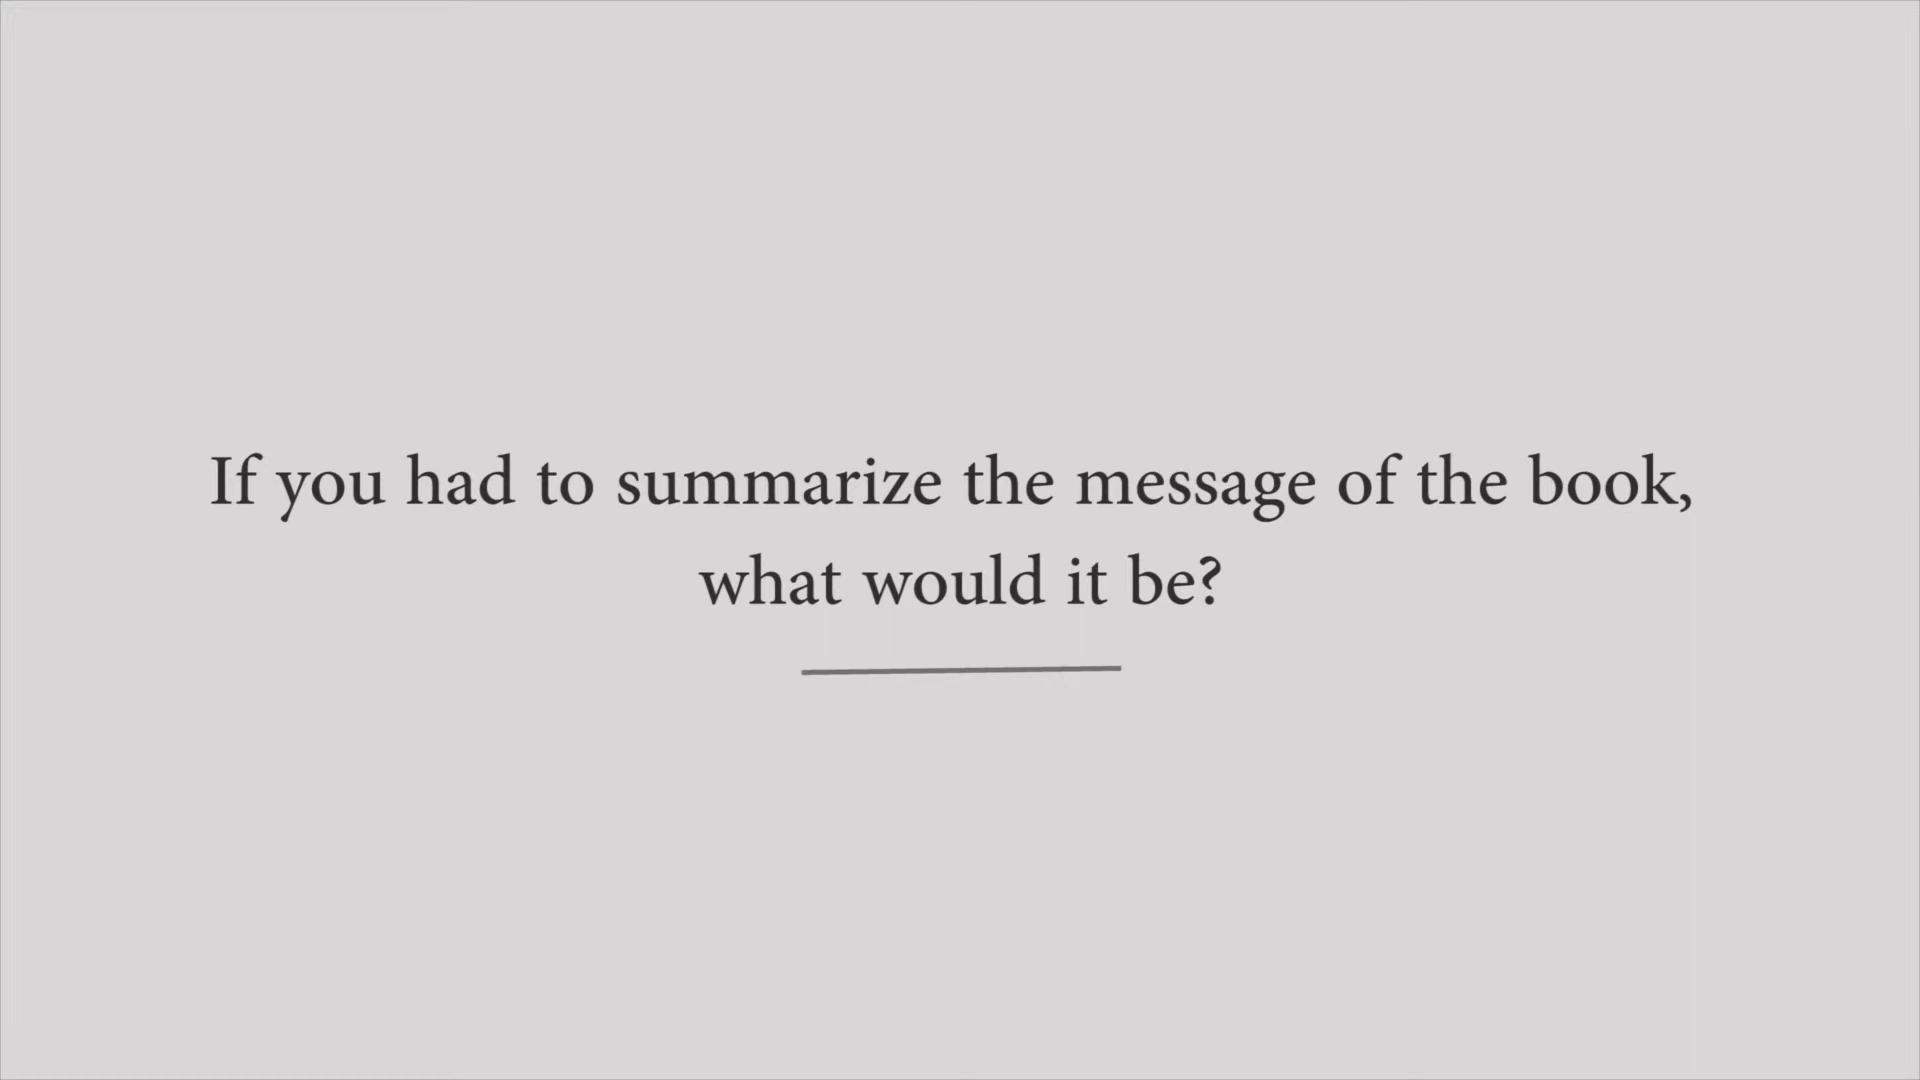 If you had to summarize the message of the book,
what would it be?